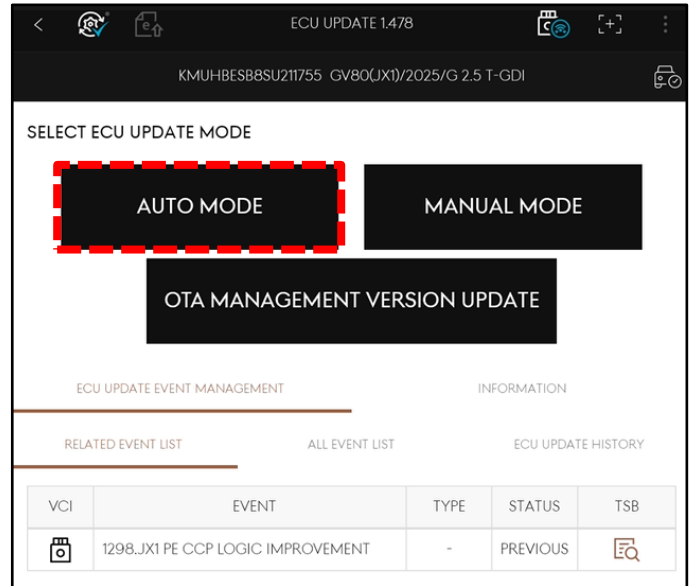 ECU UPDATE 1.478
KMUHBESB8SU211755 GV80(JX1)/2025/G 2.5 T-GDI
SELECT ECU UPDATE MODE
AUTO MODE
MANUAL MODE
OTA MANAGEMENT VERSION UPDATE
ECU UPDATE EVENT MANAGEMENT
INFORMATION
RELATED EVENT LIST
ALL EVENT LIST
ECU UPDATE HISTORY
VCI EVENT TYPE STATUS TSB
1298.JX1 PE CCP LOGIC IMPROVEMENT - PREVIOUS